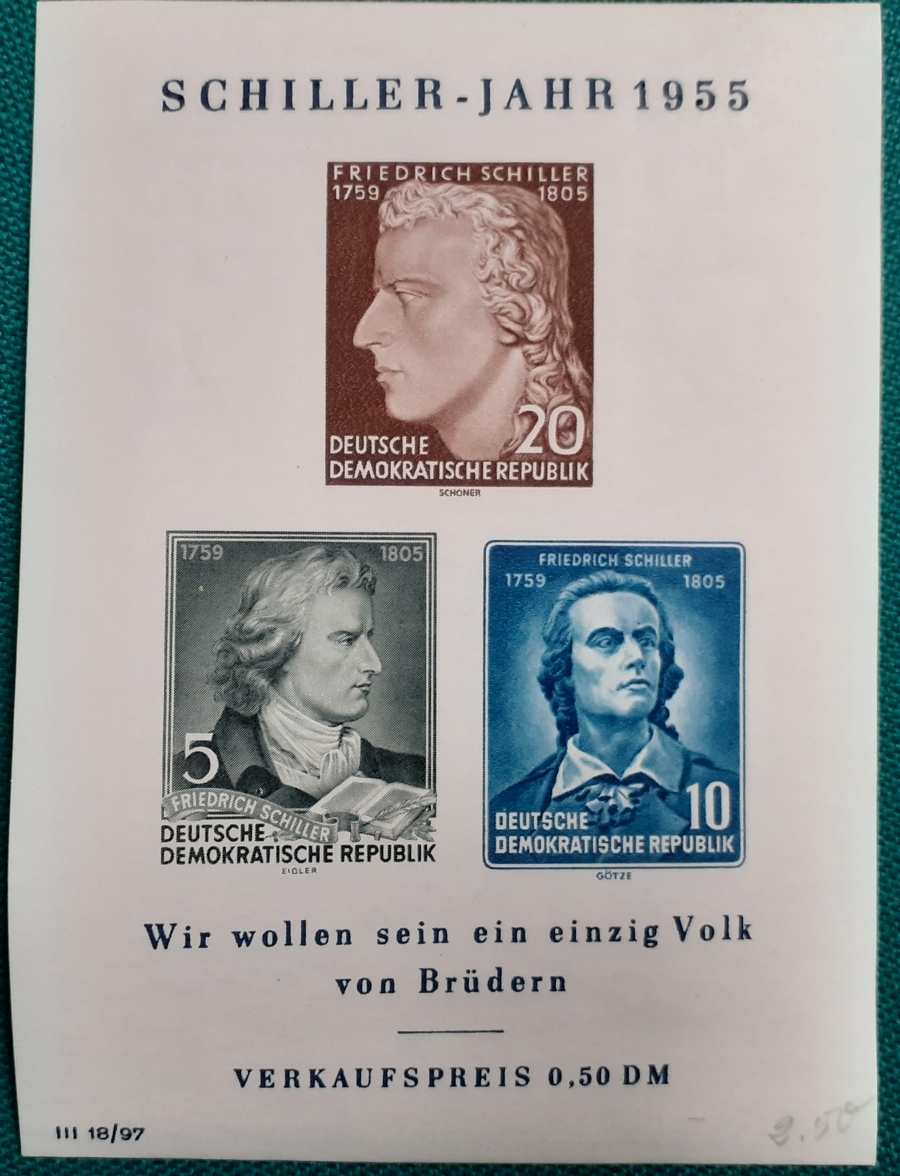 SCHILLER-JAHR 1955
FRIEDRICH SCHILLER
1759 1805
20
DEUTSCHE
DEMOKRATISCHE REPUBLIK
SCHÖNER
1759 1805
5
FRIEDRICH SCHILLER
DEUTSCHE
DEMOKRATISCHE REPUBLIK
EIGLER
FRIEDRICH SCHILLER
1759 1805
10
DEUTSCHE
DEMOKRATISCHE REPUBLIK
GÖTZE
Wir wollen sein ein einzig Volk
von Brüdern
VERKAUFSPREIS 0,50 DM
III 18/97